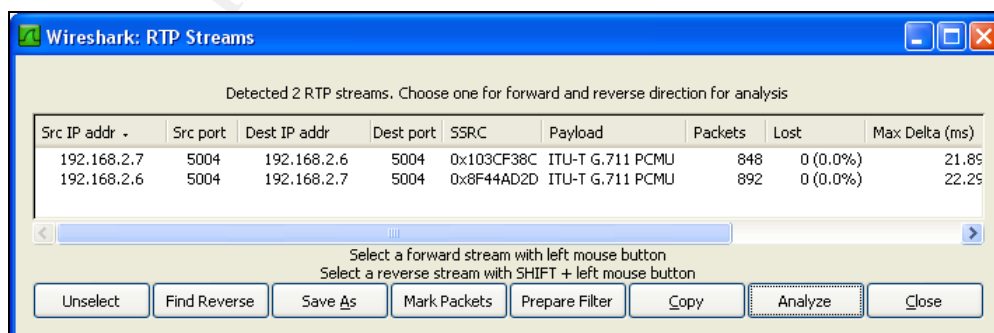 Wireshark: RTP Streams
Detected 2 RTP streams. Choose one for forward and reverse direction for analysis
Src IP addr Src port Dest IP addr Dest port SSRC Payload Packets Lost Max Delta (ms)
192.168.2.7 5004 192.168.2.6 5004 0x103CF38C ITU-T G.711 PCMU 848 0 (0.0%) 21.89
192.168.2.6 5004 192.168.2.7 5004 0x8F44AD2D ITU-T G.711 PCMU 892 0 (0.0%) 22.29
Select a forward stream with left mouse button
Select a reverse stream with SHIFT + left mouse button
Unselect Find Reverse Save As Mark Packets Prepare Filter Copy Analyze Close